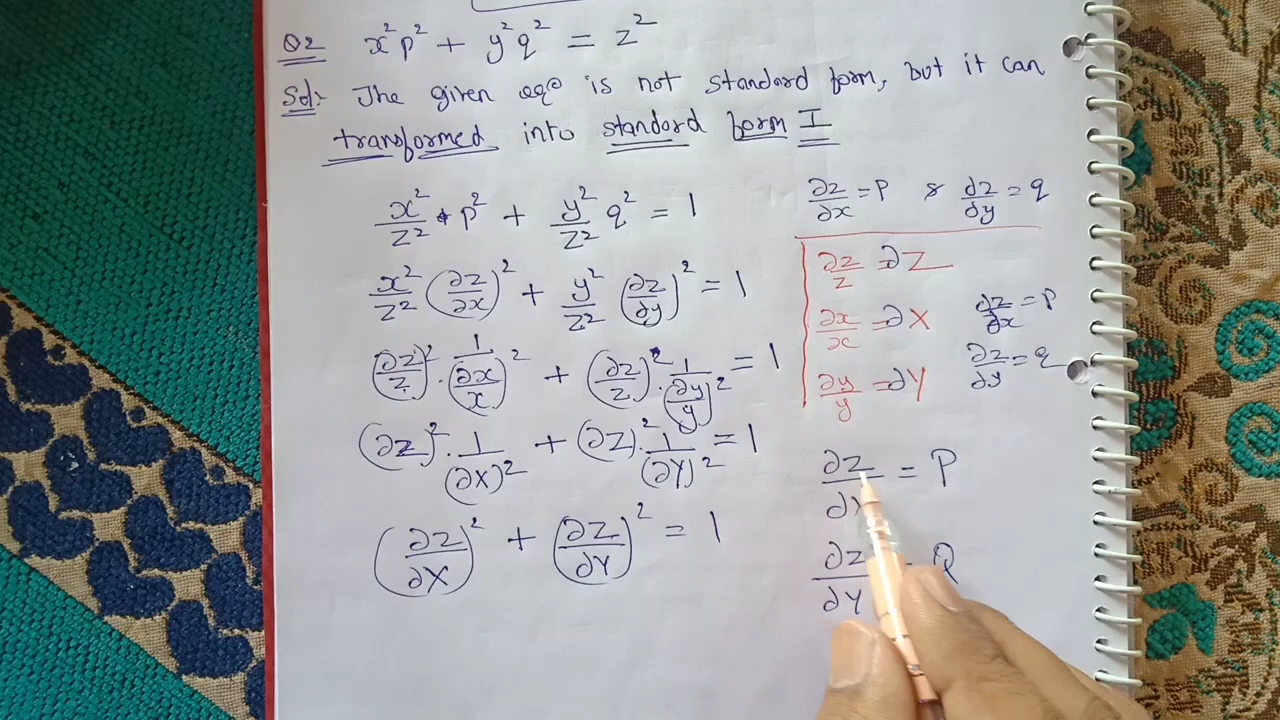 Q2 x²p² + y²q² = z²
Sol:- The given eqn is not standard form, but it can
transformed into standard form I
x²/z² · p² + y²/z² q² = 1
∂z/∂x = p & ∂z/∂y = q
x²/z² (∂z/∂x)² + y²/z² (∂z/∂y)² = 1
∂z/z = ∂Z
∂x/x = ∂X
∂z/∂x = p
(∂z/z)² · 1/(∂x/x)² + (∂z/z)² · 1/(∂y/y)² = 1
∂y/y = ∂Y
∂z/∂y = q
(∂Z)² · 1/(∂X)² + (∂Z)² · 1/(∂Y)² = 1
∂Z/∂X = P
(∂Z/∂X)² + (∂Z/∂Y)² = 1
∂Z/∂Y = Q